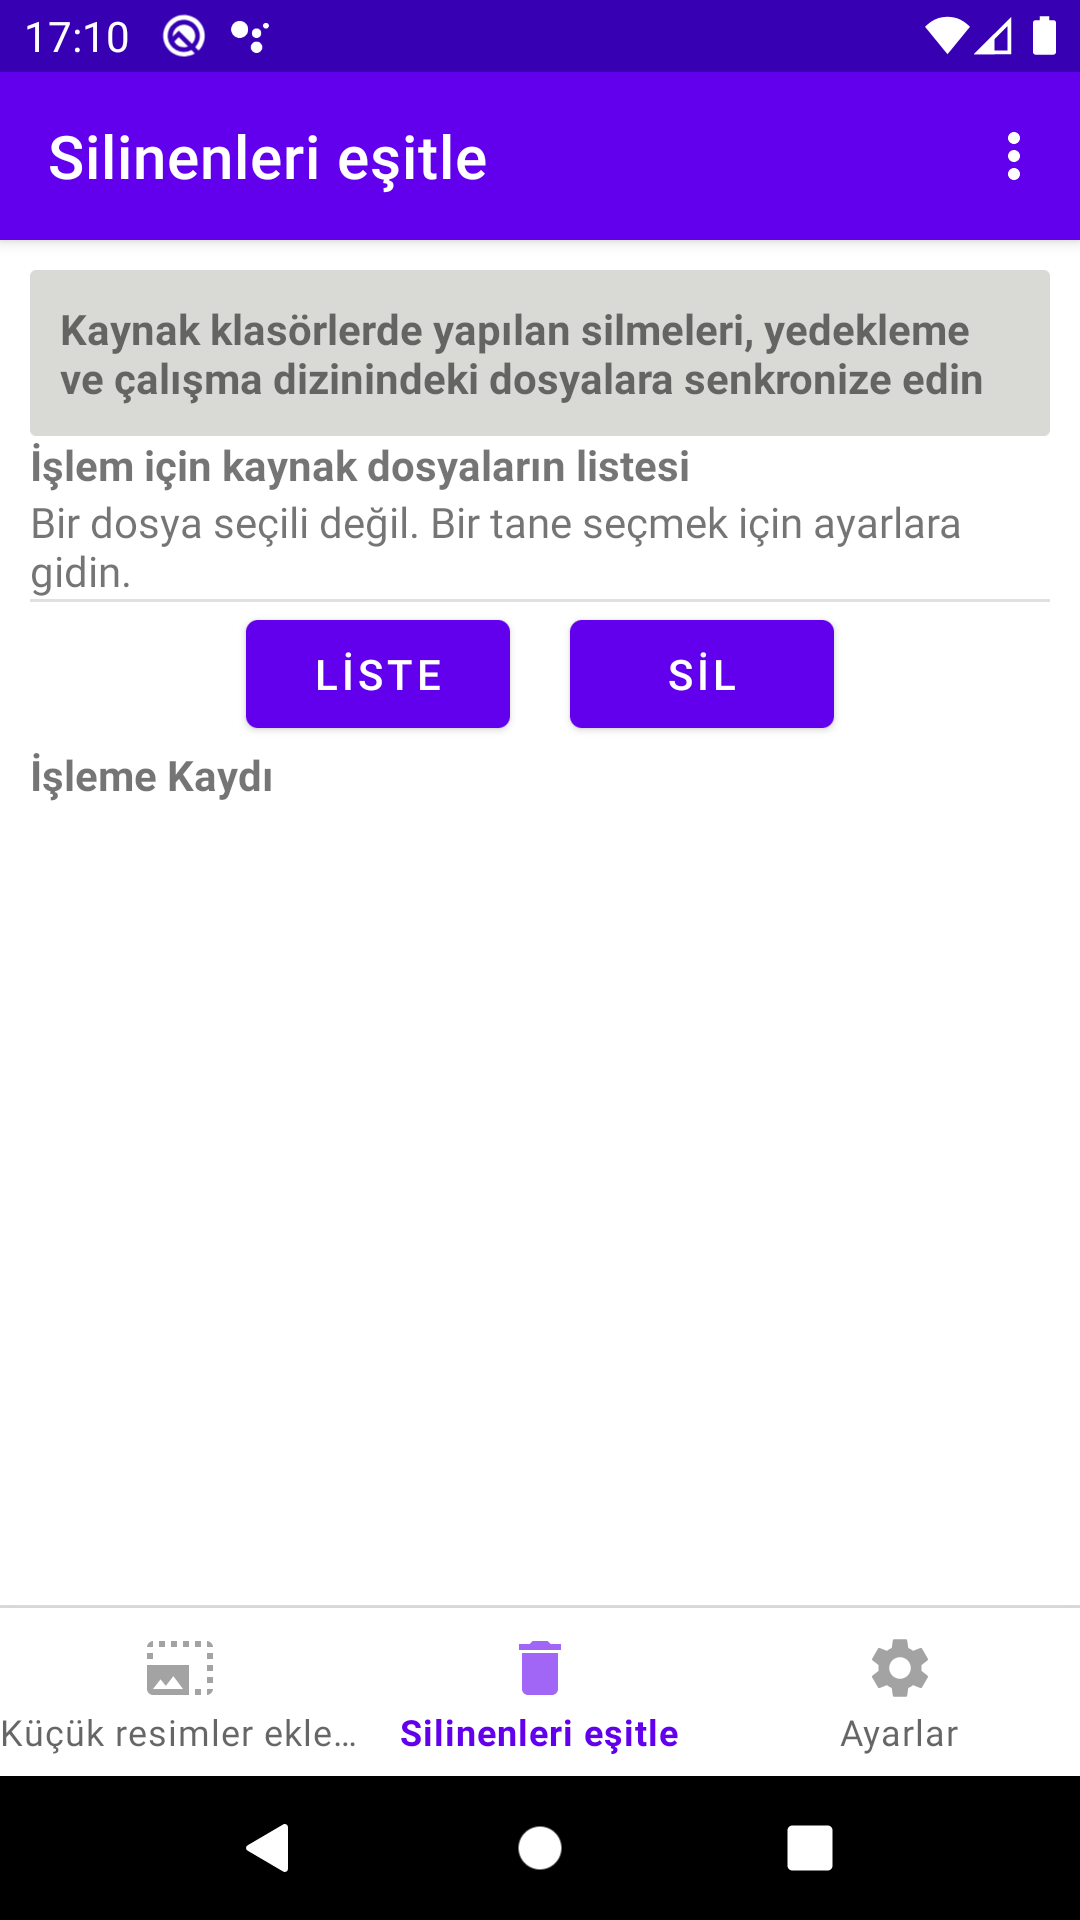 17:10
Silinenleri eşitle
Kaynak klasörlerde yapılan silmeleri, yedekleme
ve çalışma dizinindeki dosyalara senkronize edin
İşlem için kaynak dosyaların listesi
Bir dosya seçili değil. Bir tane seçmek için ayarlara
gidin.
LİSTE
SİL
İşleme Kaydı
Küçük resimler ekle…
Silinenleri eşitle
Ayarlar